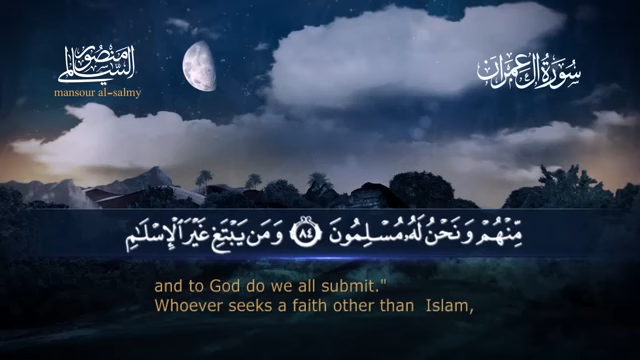 منصور السالمي
mansour al-salmy
سورة آل عمران
مِّنْهُمْ وَنَحْنُ لَهُۥ مُسْلِمُونَ ٨٤ وَمَن يَبْتَغِ غَيْرَ ٱلْإِسْلَٰمِ
and to God do we all submit."
Whoever seeks a faith other than Islam,